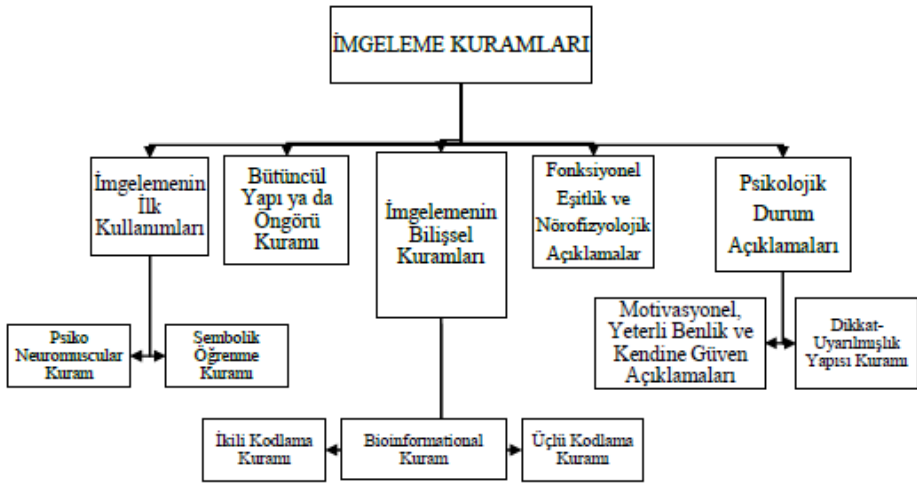 İMGELEME KURAMLARI
İmgelemenin
İlk
Kullanımları
Bütüncül
Yapı ya da
Öngörü
Kuramı
İmgelemenin
Bilişsel
Kuramları
Fonksiyonel
Eşitlik ve
Nörofizyolojik
Açıklamalar
Psikolojik
Durum
Açıklamaları
Psiko
Neuromuscular
Kuram
Sembolik
Öğrenme
Kuramı
Motivasyonel,
Yeterli Benlik ve
Kendine Güven
Açıklamaları
Dikkat-
Uyarılmışlık
Yapısı Kuramı
İkili Kodlama
Kuramı
Bioinformational
Kuram
Üçlü Kodlama
Kuramı